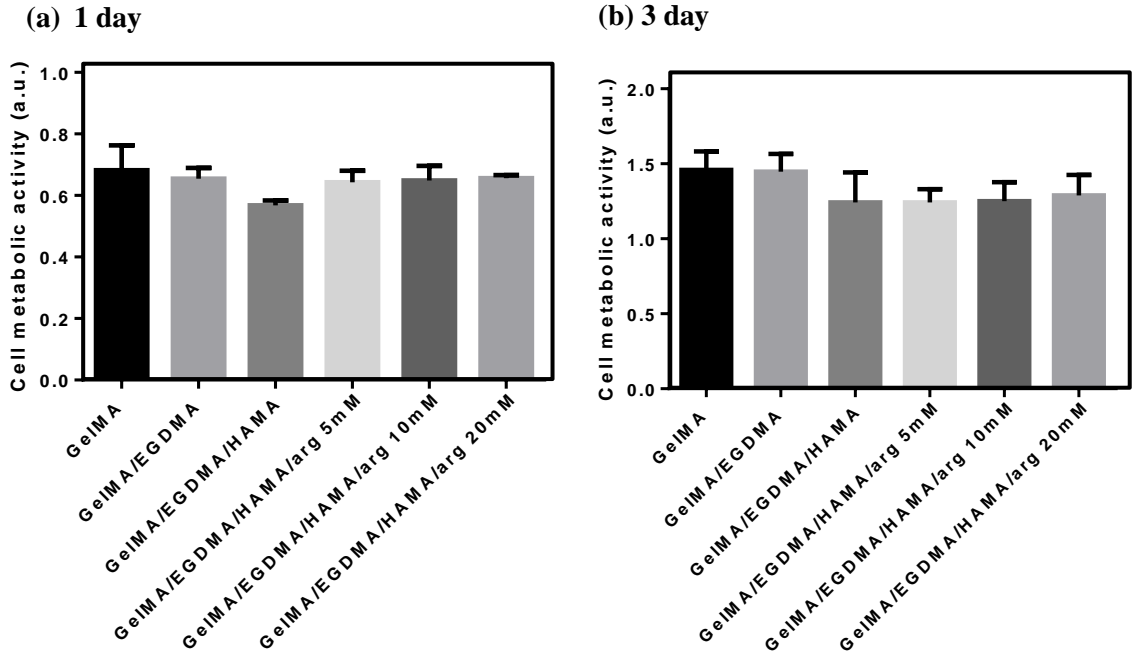 (a) 1 day
Cell metabolic activity (a.u.)
1.0
0.8
0.6
0.4
0.2
0.0
GelMA
GelMA/EGDMA
GelMA/EGDMA/HAMA
GelMA/EGDMA/HAMA/arg 5mM
GelMA/EGDMA/HAMA/arg 10mM
GelMA/EGDMA/HAMA/arg 20mM
(b) 3 day
Cell metabolic activity (a.u.)
2.0
1.5
1.0
0.5
0.0
GelMA
GelMA/EGDMA
GelMA/EGDMA/HAMA
GelMA/EGDMA/HAMA/arg 5mM
GelMA/EGDMA/HAMA/arg 10mM
GelMA/EGDMA/HAMA/arg 20mM